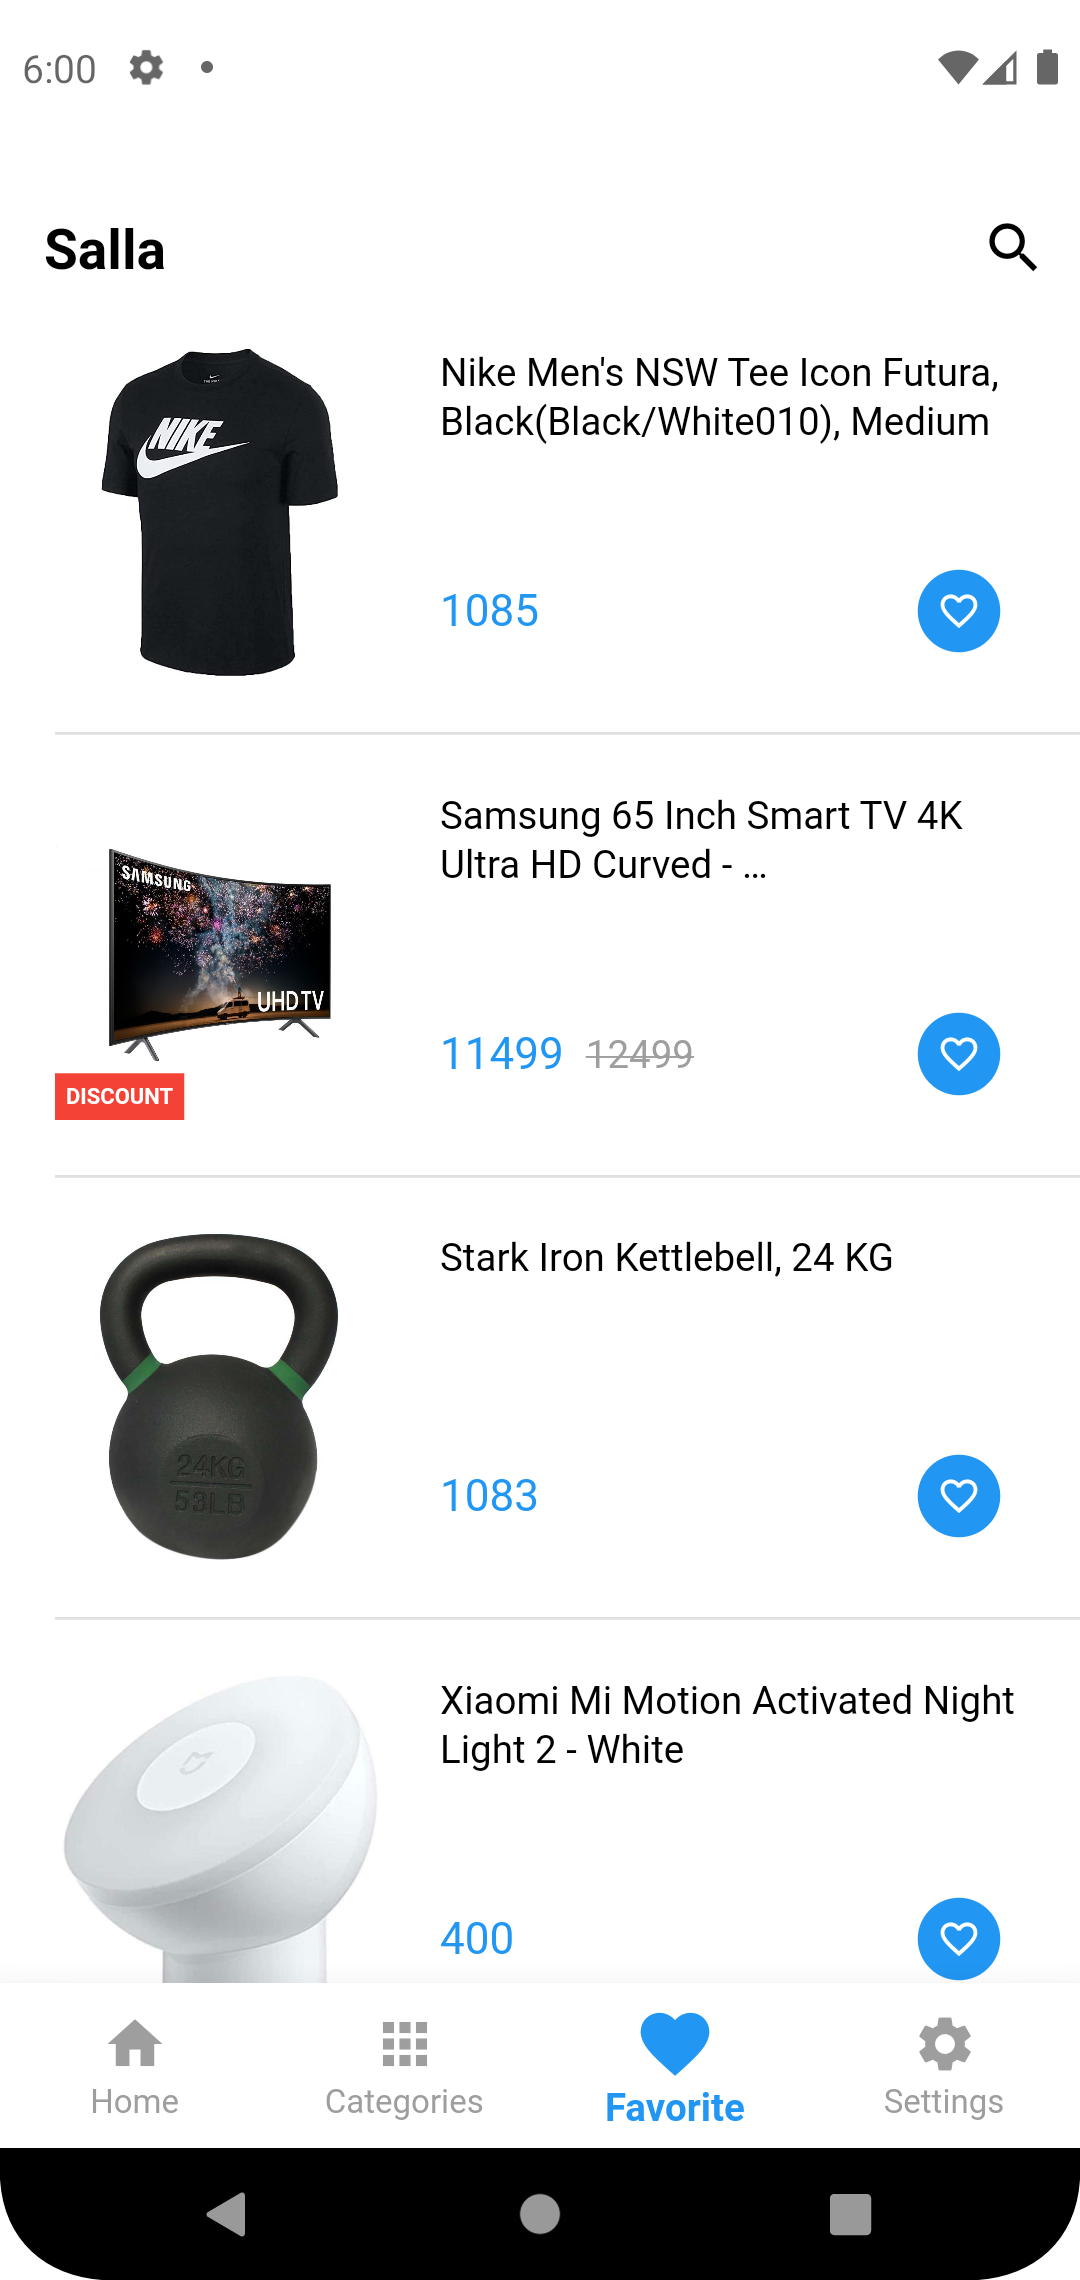 6:00
Salla
NIKE
Nike Men's NSW Tee Icon Futura,
Black(Black/White010), Medium
1085
SAMSUNG
UHD TV
DISCOUNT
Samsung 65 Inch Smart TV 4K
Ultra HD Curved - ...
11499 12499
Stark Iron Kettlebell, 24 KG
24KG
53LB
1083
Xiaomi Mi Motion Activated Night
Light 2 - White
400
Home
Categories
Favorite
Settings